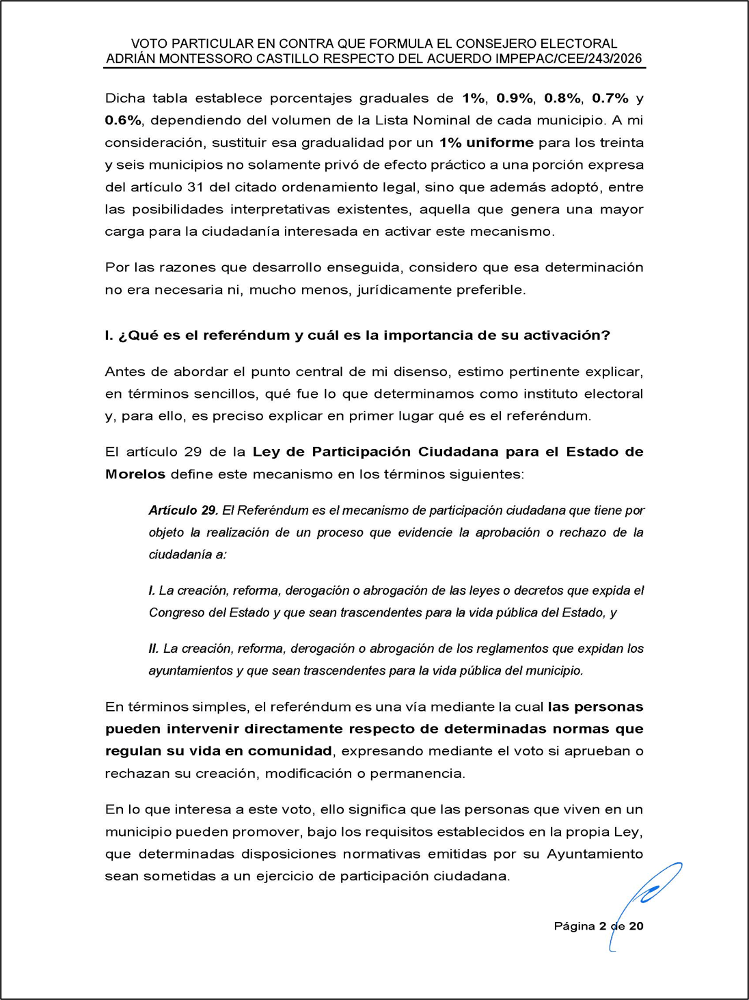 VOTO PARTICULAR EN CONTRA QUE FORMULA EL CONSEJERO ELECTORAL
ADRIÁN MONTESSORO CASTILLO RESPECTO DEL ACUERDO IMPEPAC/CEE/243/2026
Dicha tabla establece porcentajes graduales de 1%, 0.9%, 0.8%, 0.7% y
0.6%, dependiendo del volumen de la Lista Nominal de cada municipio. A mi
consideración, sustituir esa gradualidad por un 1% uniforme para los treinta
y seis municipios no solamente privó de efecto práctico a una porción expresa
del artículo 31 del citado ordenamiento legal, sino que además adoptó, entre
las posibilidades interpretativas existentes, aquella que genera una mayor
carga para la ciudadanía interesada en activar este mecanismo.
Por las razones que desarrollo enseguida, considero que esa determinación
no era necesaria ni, mucho menos, jurídicamente preferible.
I. ¿Qué es el referéndum y cuál es la importancia de su activación?
Antes de abordar el punto central de mi disenso, estimo pertinente explicar,
en términos sencillos, qué fue lo que determinamos como instituto electoral
y, para ello, es preciso explicar en primer lugar qué es el referéndum.
El artículo 29 de la Ley de Participación Ciudadana para el Estado de
Morelos define este mecanismo en los términos siguientes:
Artículo 29. El Referéndum es el mecanismo de participación ciudadana que tiene por
objeto la realización de un proceso que evidencie la aprobación o rechazo de la
ciudadanía a:
I. La creación, reforma, derogación o abrogación de las leyes o decretos que expida el
Congreso del Estado y que sean trascendentes para la vida pública del Estado, y
II. La creación, reforma, derogación o abrogación de los reglamentos que expidan los
ayuntamientos y que sean trascendentes para la vida pública del municipio.
En términos simples, el referéndum es una vía mediante la cual las personas
pueden intervenir directamente respecto de determinadas normas que
regulan su vida en comunidad, expresando mediante el voto si aprueban o
rechazan su creación, modificación o permanencia.
En lo que interesa a este voto, ello significa que las personas que viven en un
municipio pueden promover, bajo los requisitos establecidos en la propia Ley,
que determinadas disposiciones normativas emitidas por su Ayuntamiento
sean sometidas a un ejercicio de participación ciudadana.
Página 2 de 20